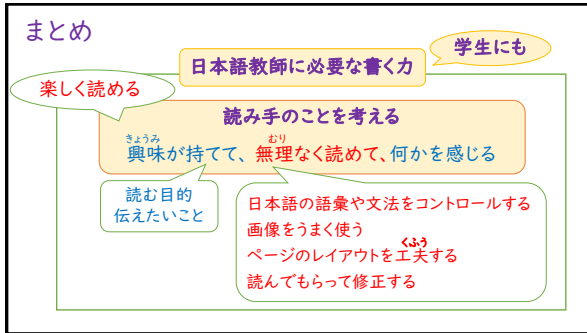 まとめ
学生にも
日本語教師に必要な書く力
楽しく読める
読み手のことを考える
きょうみ むり
興味が持てて、無理なく読めて、何かを感じる
読む目的
伝えたいこと
日本語の語彙や文法をコントロールする
画像をうまく使う
くふう
ページのレイアウトを工夫する
読んでもらって修正する